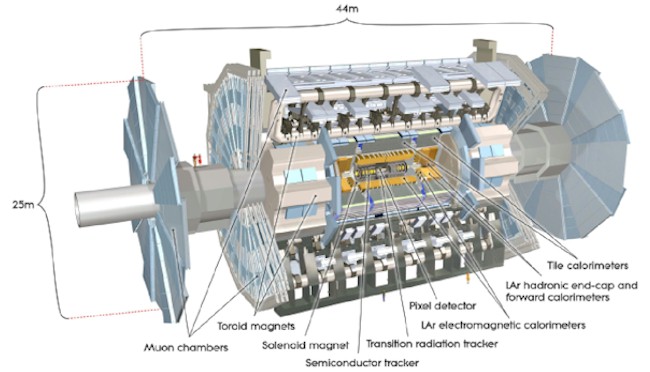 44m
25m
Tile calorimeters
LAr hadronic end-cap and
forward calorimeters
Pixel detector
Toroid magnets
LAr electromagnetic calorimeters
Muon chambers
Solenoid magnet
Transition radiation tracker
Semiconductor tracker